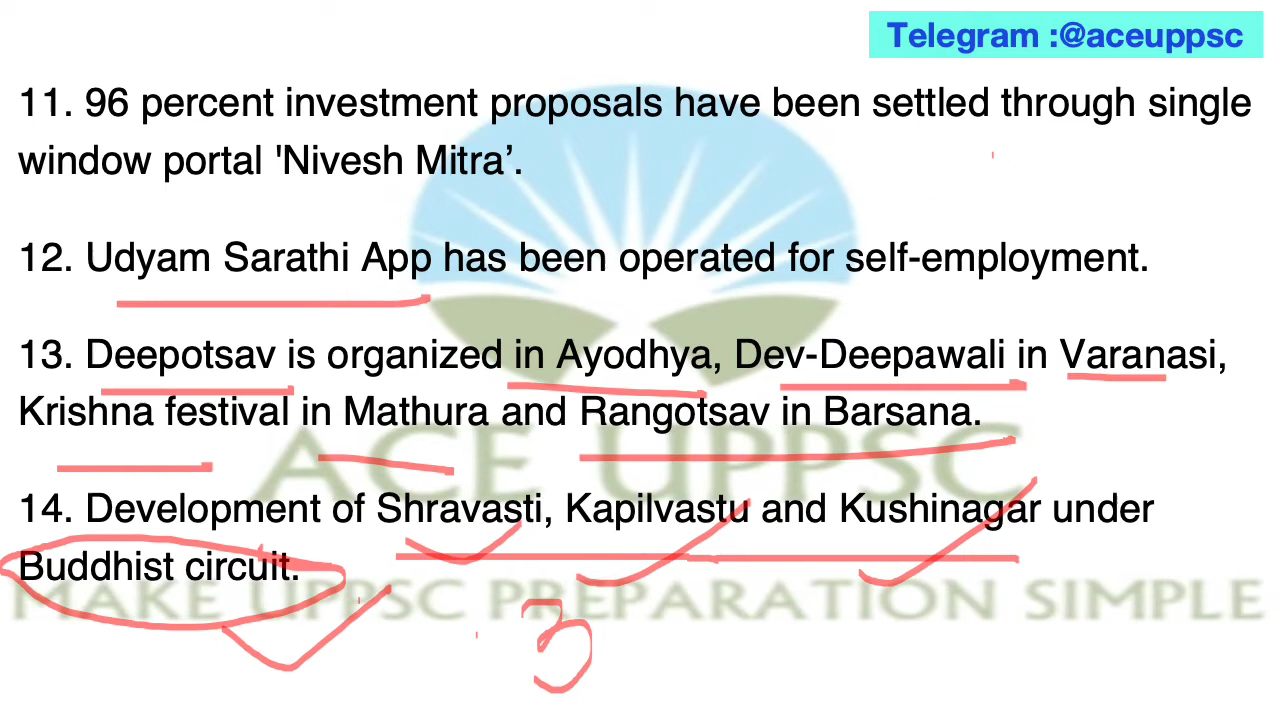 Telegram :@aceuppsc
11. 96 percent investment proposals have been settled through single
window portal 'Nivesh Mitra’.
12. Udyam Sarathi App has been operated for self-employment.
13. Deepotsav is organized in Ayodhya, Dev-Deepawali in Varanasi,
Krishna festival in Mathura and Rangotsav in Barsana.
ACE UPPSC
14. Development of Shravasti, Kapilvastu and Kushinagar under
Buddhist circuit.
MAKE UPPSC PREPARATION SIMPLE
3